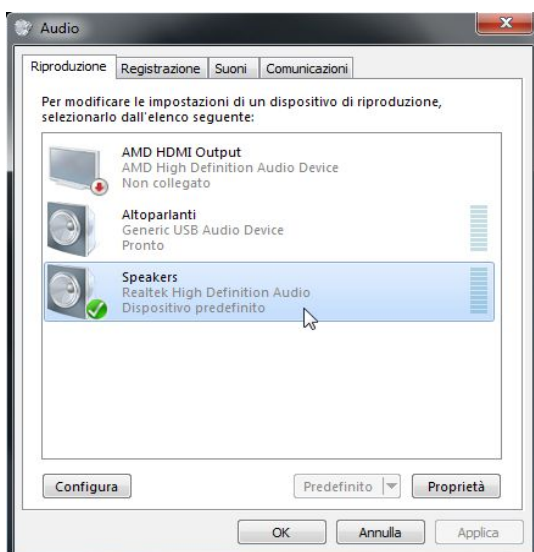 Audio
Riproduzione Registrazione Suoni Comunicazioni
Per modificare le impostazioni di un dispositivo di riproduzione,
selezionarlo dall'elenco seguente:
AMD HDMI Output
AMD High Definition Audio Device
Non collegato
Altoparlanti
Generic USB Audio Device
Pronto
Speakers
Realtek High Definition Audio
Dispositivo predefinito
Configura Predefinito Proprietà
OK Annulla Applica